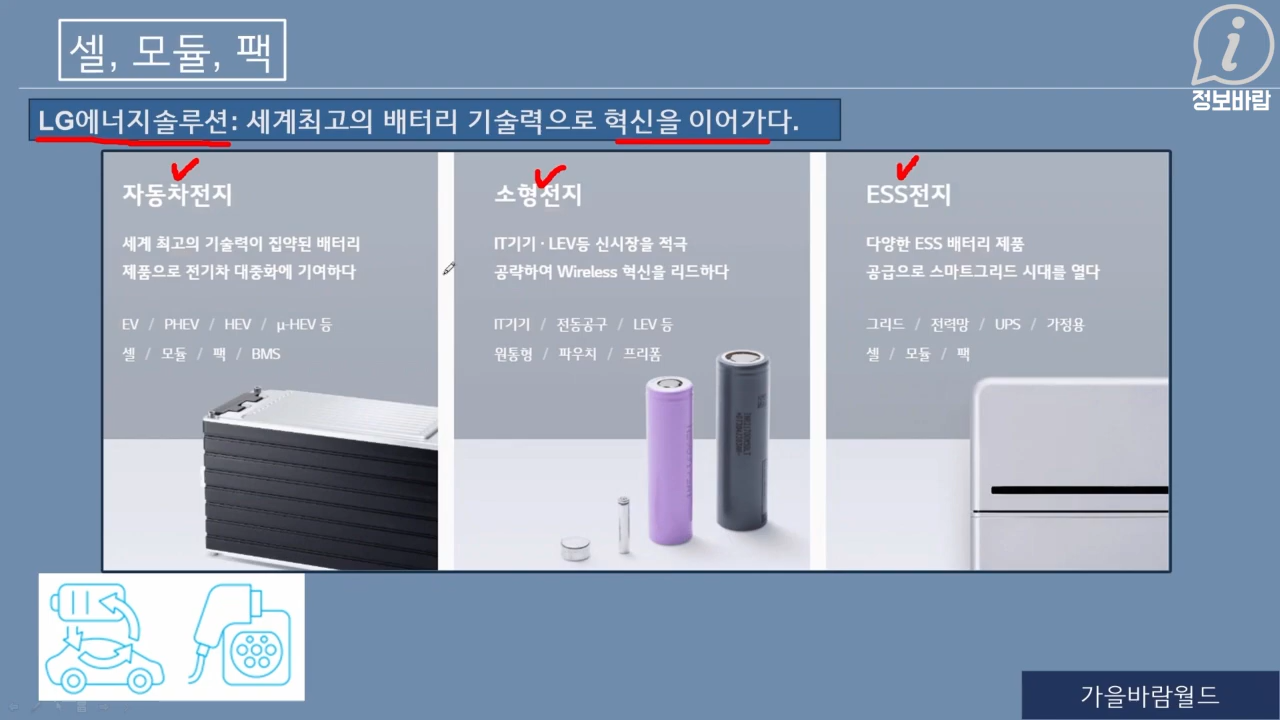 셀, 모듈, 팩
정보바람
LG에너지솔루션: 세계최고의 배터리 기술력으로 혁신을 이어가다.
자동차전지
세계 최고의 기술력이 집약된 배터리
제품으로 전기차 대중화에 기여하다
EV / PHEV / HEV / μ-HEV 등
셀 / 모듈 / 팩 / BMS
소형전지
IT기기 · LEV등 신시장을 적극
공략하여 Wireless 혁신을 리드하다
IT기기 / 전동공구 / LEV 등
원통형 / 파우치 / 프리폼
ESS전지
다양한 ESS 배터리 제품
공급으로 스마트그리드 시대를 열다
그리드 / 전력망 / UPS / 가정용
셀 / 모듈 / 팩
가을바람월드